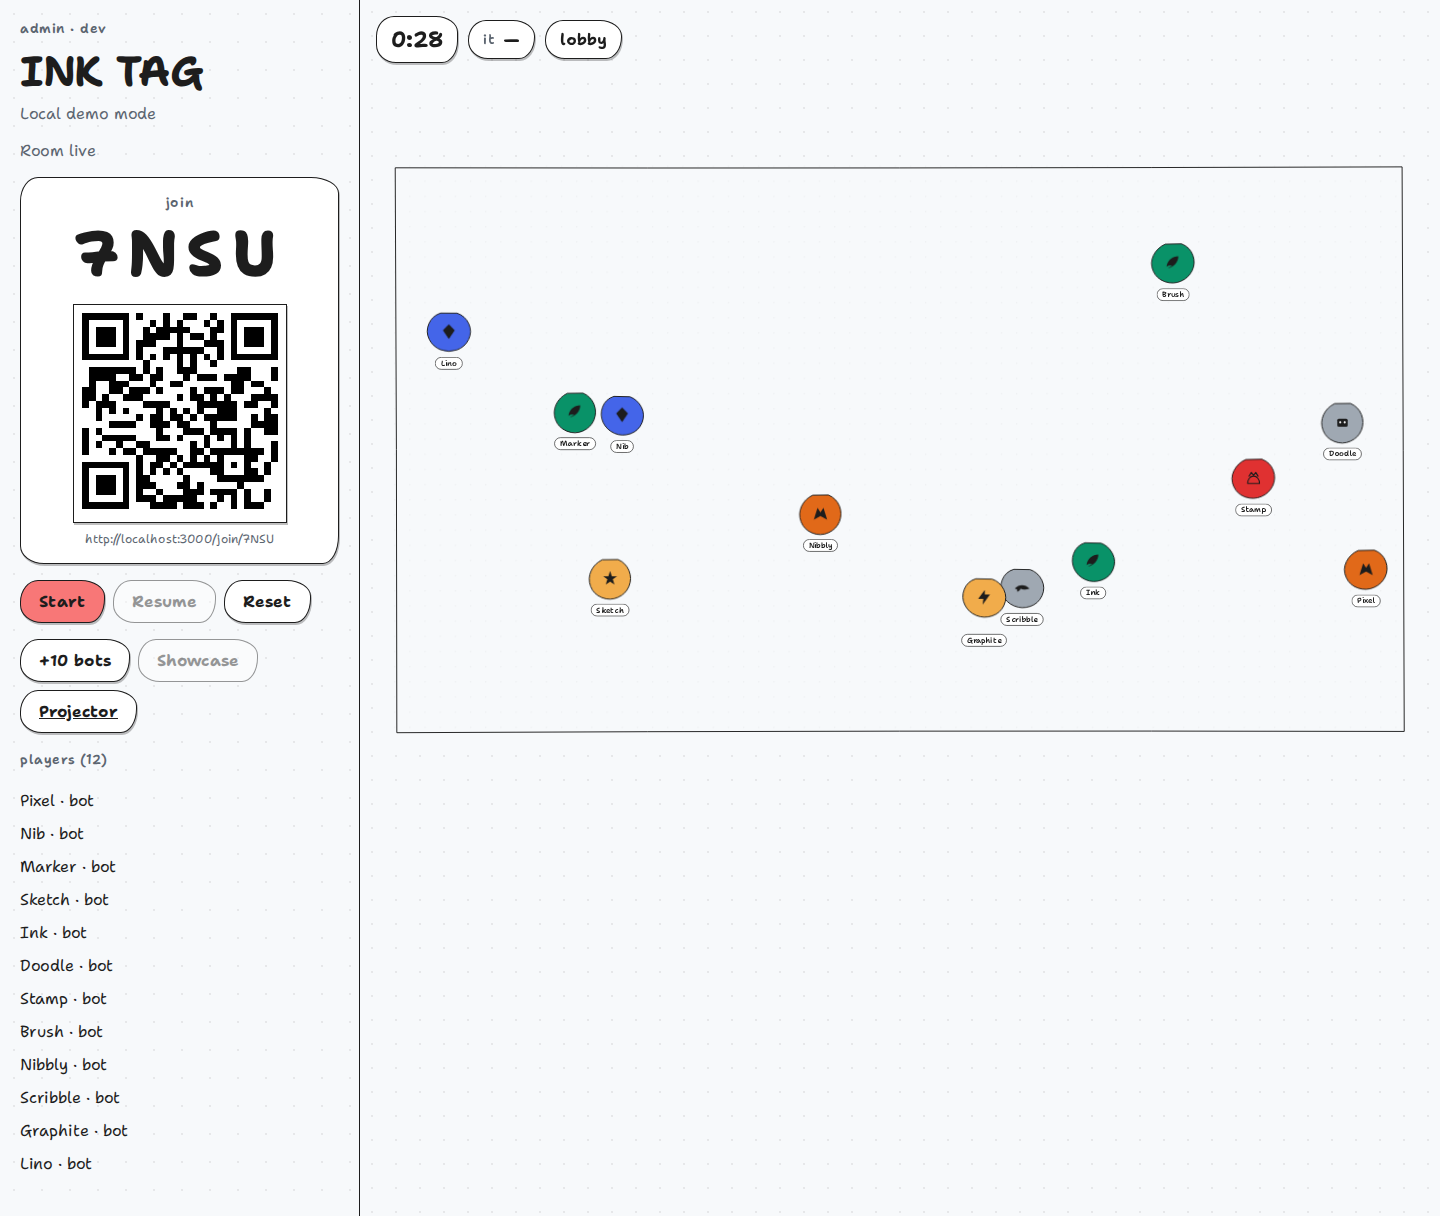 admin · dev
INK TAG
Local demo mode
Room live
join
7NSU
http://localhost:3000/join/7NSU
Start
Resume
Reset
+10 bots
Showcase
Projector
players (12)
Pixel · bot
Nib · bot
Marker · bot
Sketch · bot
Ink · bot
Doodle · bot
Stamp · bot
Brush · bot
Nibbly · bot
Scribble · bot
Graphite · bot
Lino · bot
0:28
it —
lobby
Brush
Lino
Marker
Nib
Doodle
Stamp
Nibbly
Ink
Pixel
Sketch
Scribble
Graphite